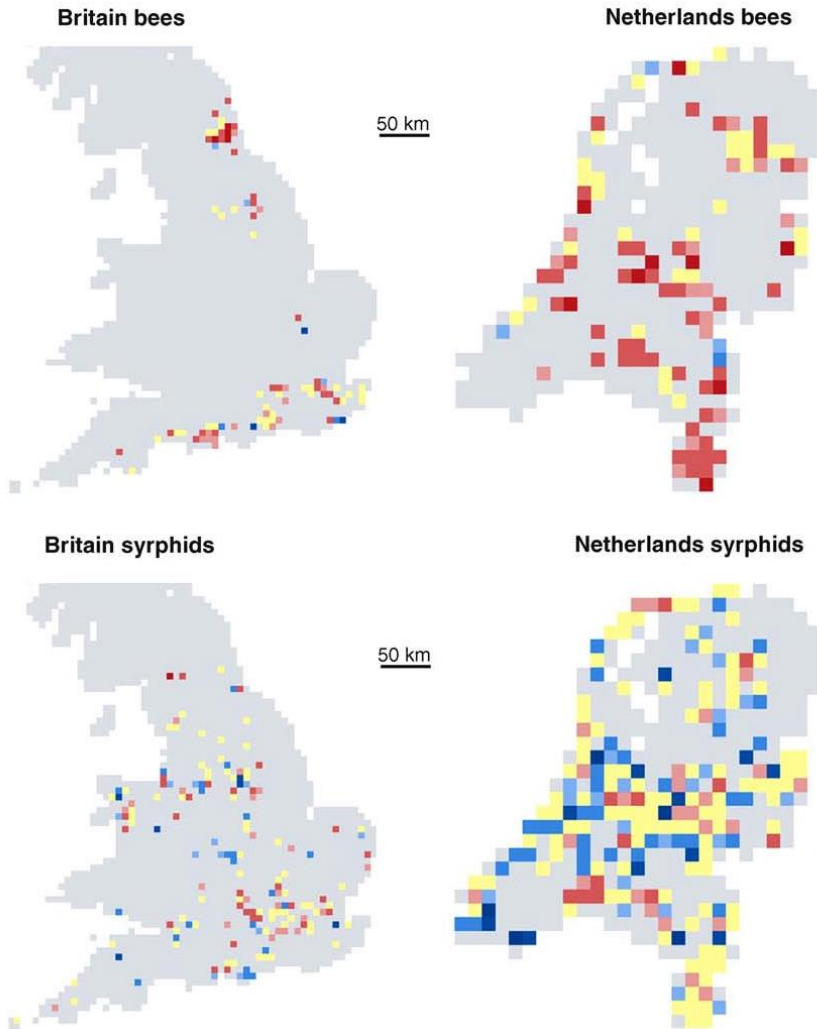 Britain bees
Netherlands bees
50 km
Britain syrphids
Netherlands syrphids
50 km